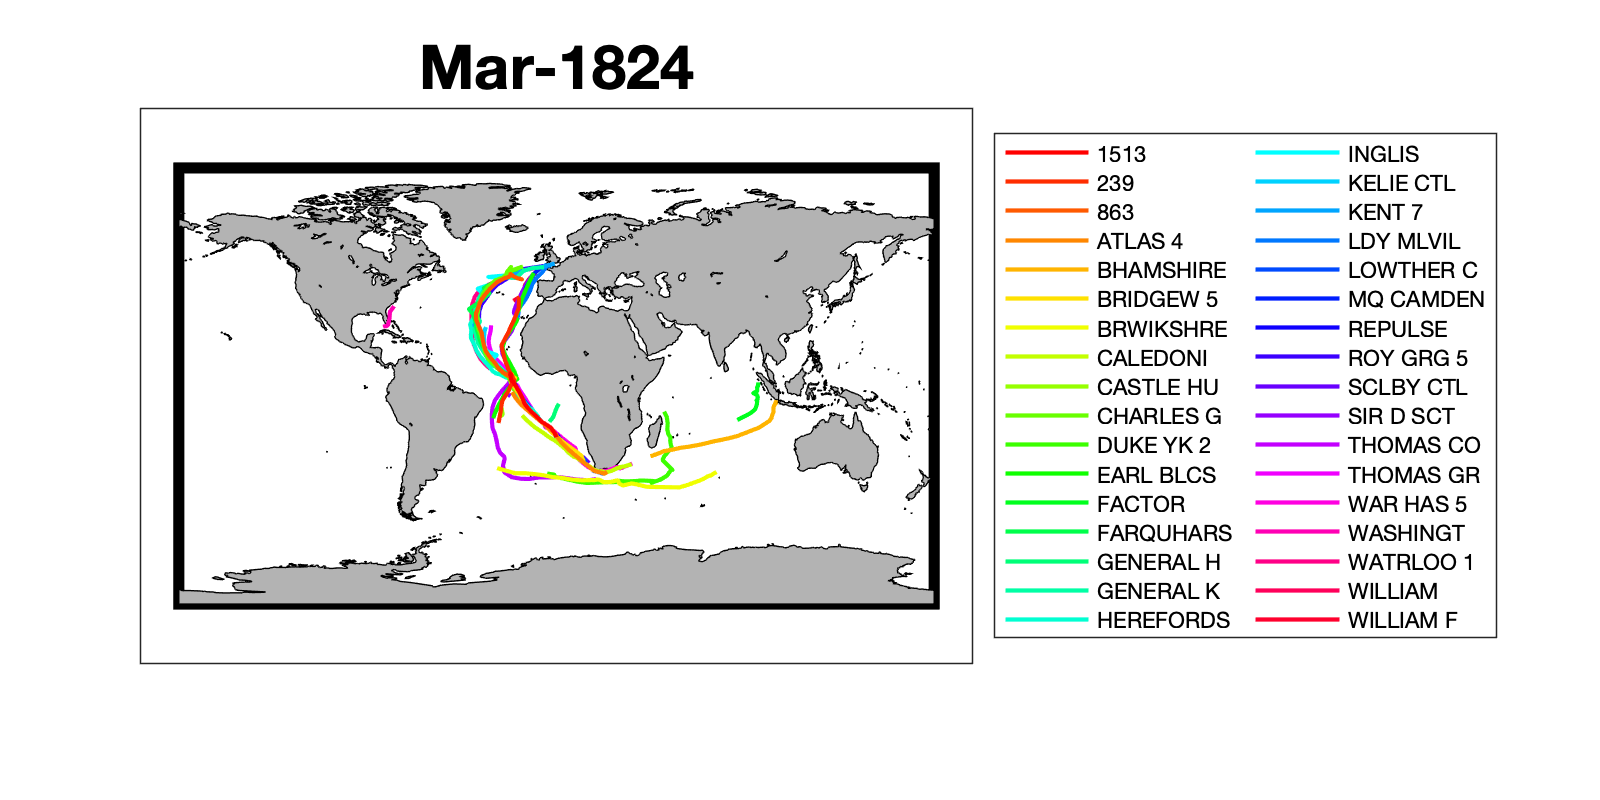 Mar-1824
1513
239
863
ATLAS 4
BHAMSHIRE
BRIDGEW 5
BRWIKSHRE
CALEDONI
CASTLE HU
CHARLES G
DUKE YK 2
EARL BLCS
FACTOR
FARQUHARS
GENERAL H
GENERAL K
HEREFORDS
INGLIS
KELIE CTL
KENT 7
LDY MLVIL
LOWTHER C
MQ CAMDEN
REPULSE
ROY GRG 5
SCLBY CTL
SIR D SCT
THOMAS CO
THOMAS GR
WAR HAS 5
WASHINGT
WATRLOO 1
WILLIAM
WILLIAM F